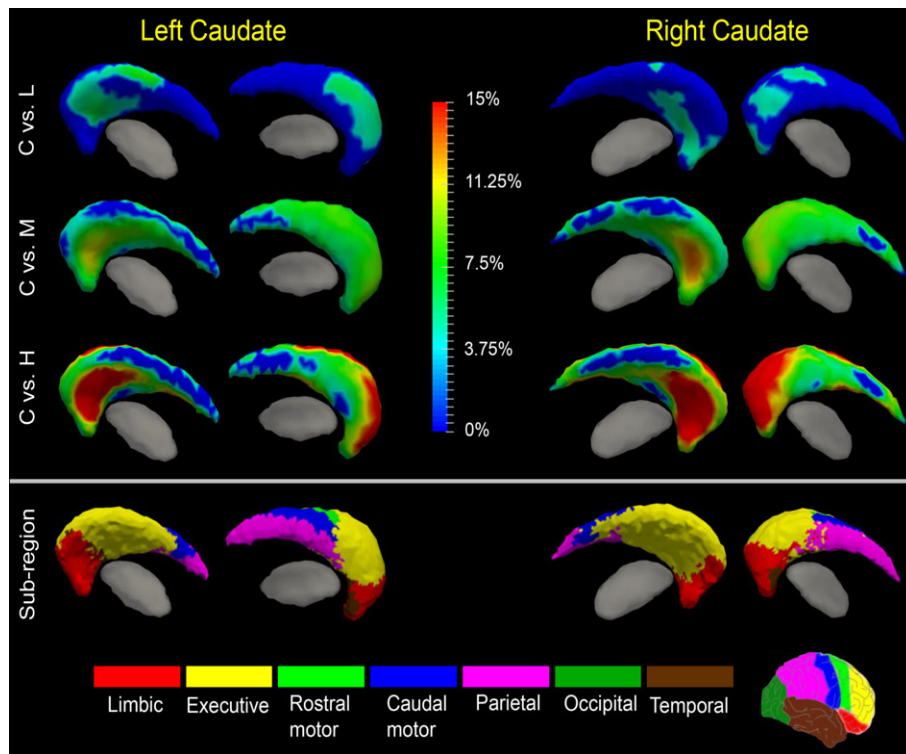 Left Caudate
Right Caudate
C vs. L
15%
11.25%
C vs. M
7.5%
3.75%
C vs. H
0%
Sub-region
Limbic
Executive
Rostral
motor
Caudal
motor
Parietal
Occipital
Temporal